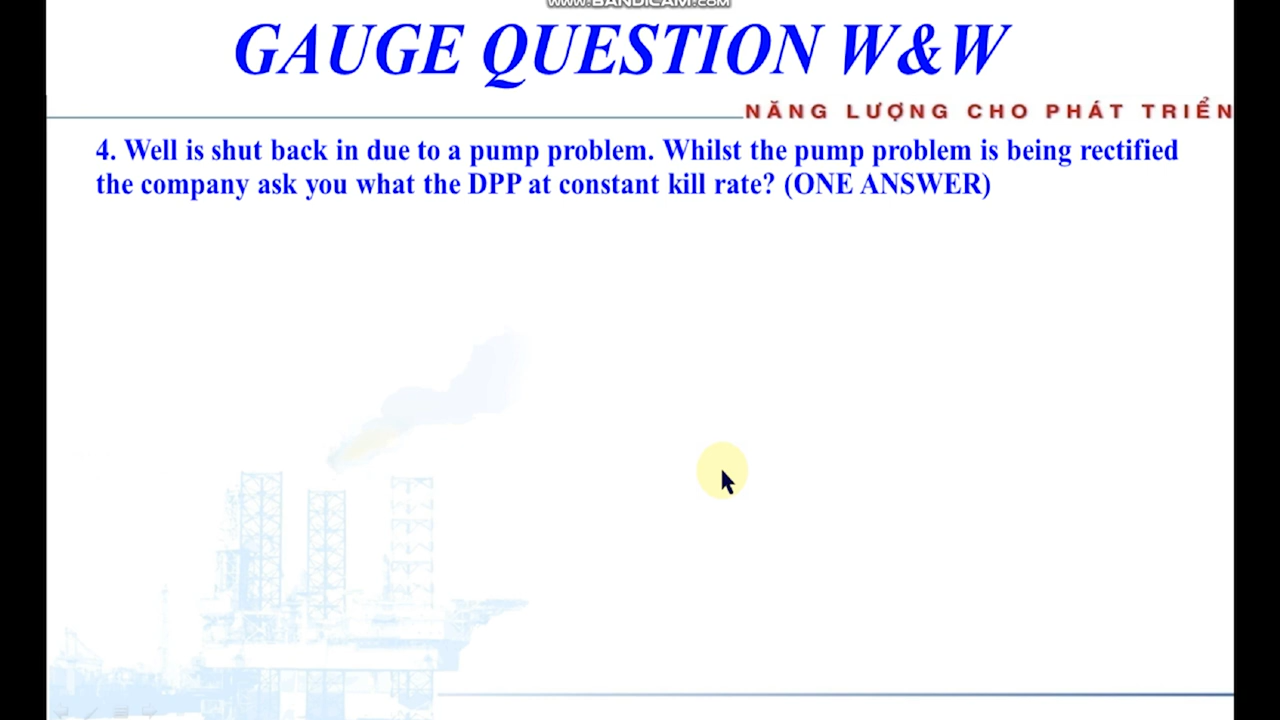 www.BANDICAM.com
GAUGE QUESTION W&W
NĂNG LƯỢNG CHO PHÁT TRIỂN
4. Well is shut back in due to a pump problem. Whilst the pump problem is being rectified
the company ask you what the DPP at constant kill rate? (ONE ANSWER)